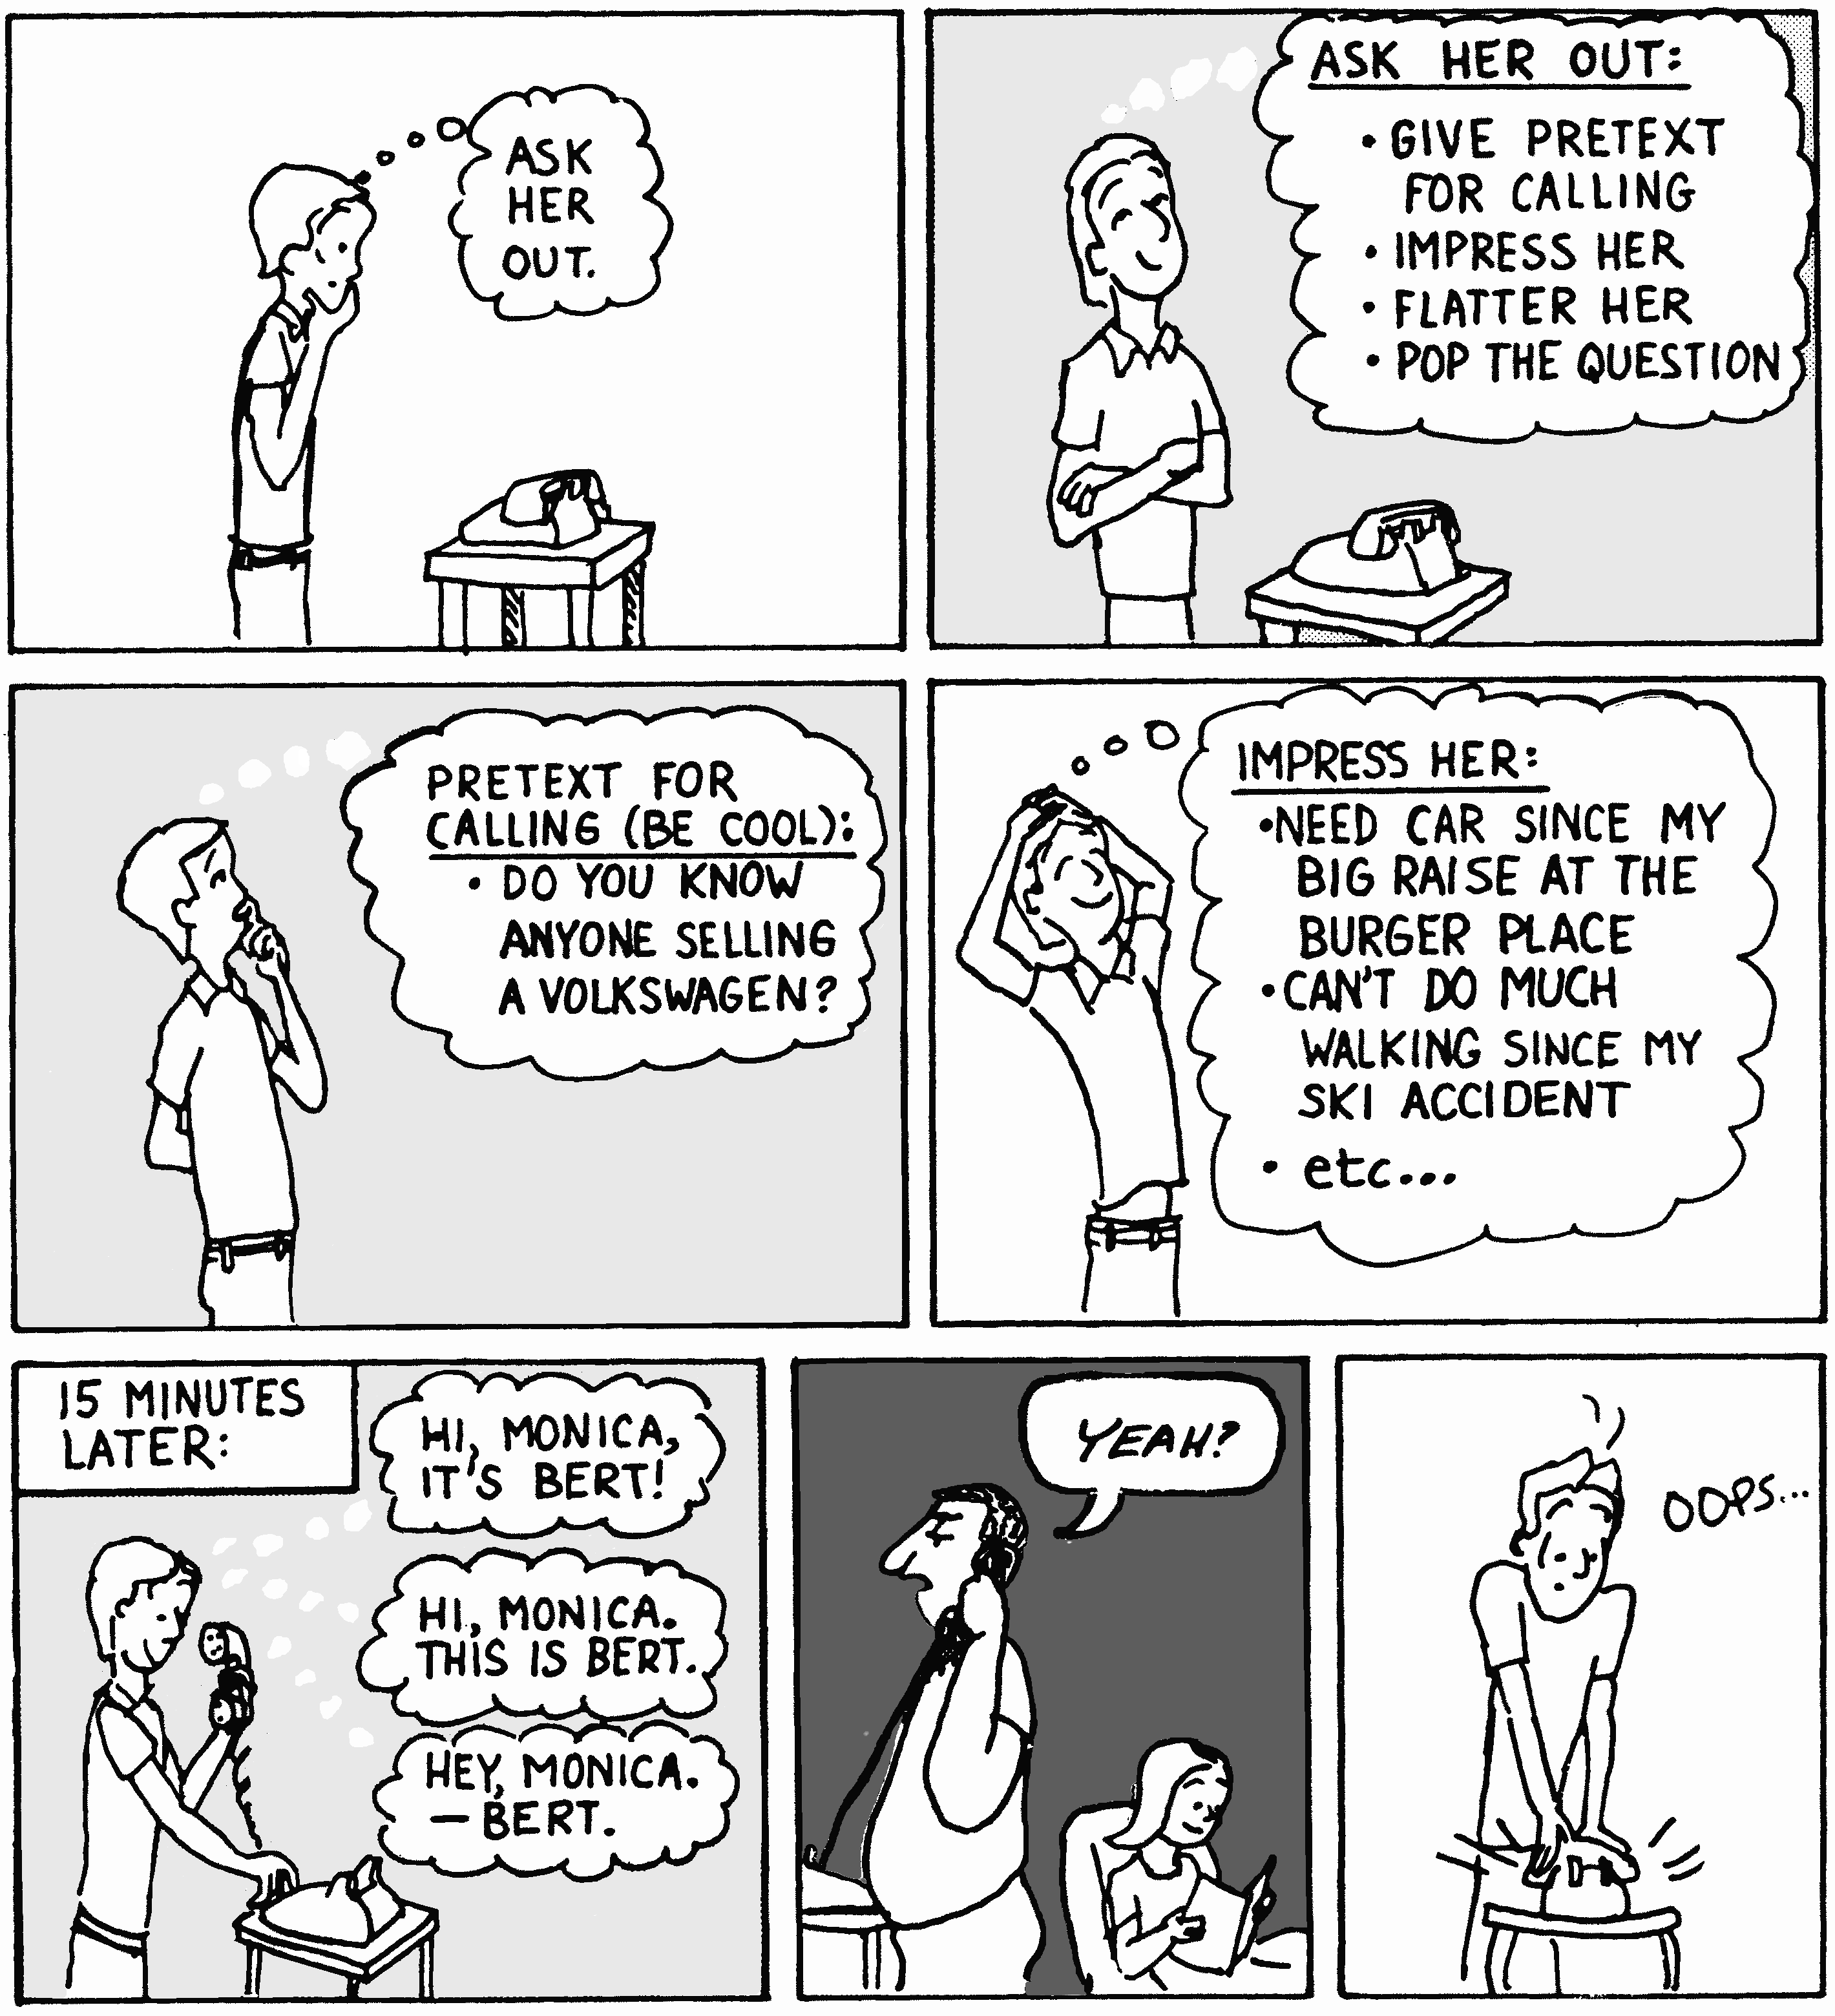 ASK
HER
OUT.
ASK HER OUT:
• GIVE PRETEXT
FOR CALLING
• IMPRESS HER
• FLATTER HER
• POP THE QUESTION
PRETEXT FOR
CALLING (BE COOL):
• DO YOU KNOW
ANYONE SELLING
A VOLKSWAGEN?
IMPRESS HER:
• NEED CAR SINCE MY
BIG RAISE AT THE
BURGER PLACE
• CAN'T DO MUCH
WALKING SINCE MY
SKI ACCIDENT
• etc...
15 MINUTES
LATER:
HI, MONICA,
IT'S BERT!
HI, MONICA.
THIS IS BERT.
HEY, MONICA.
— BERT.
YEAH?
OOPS...